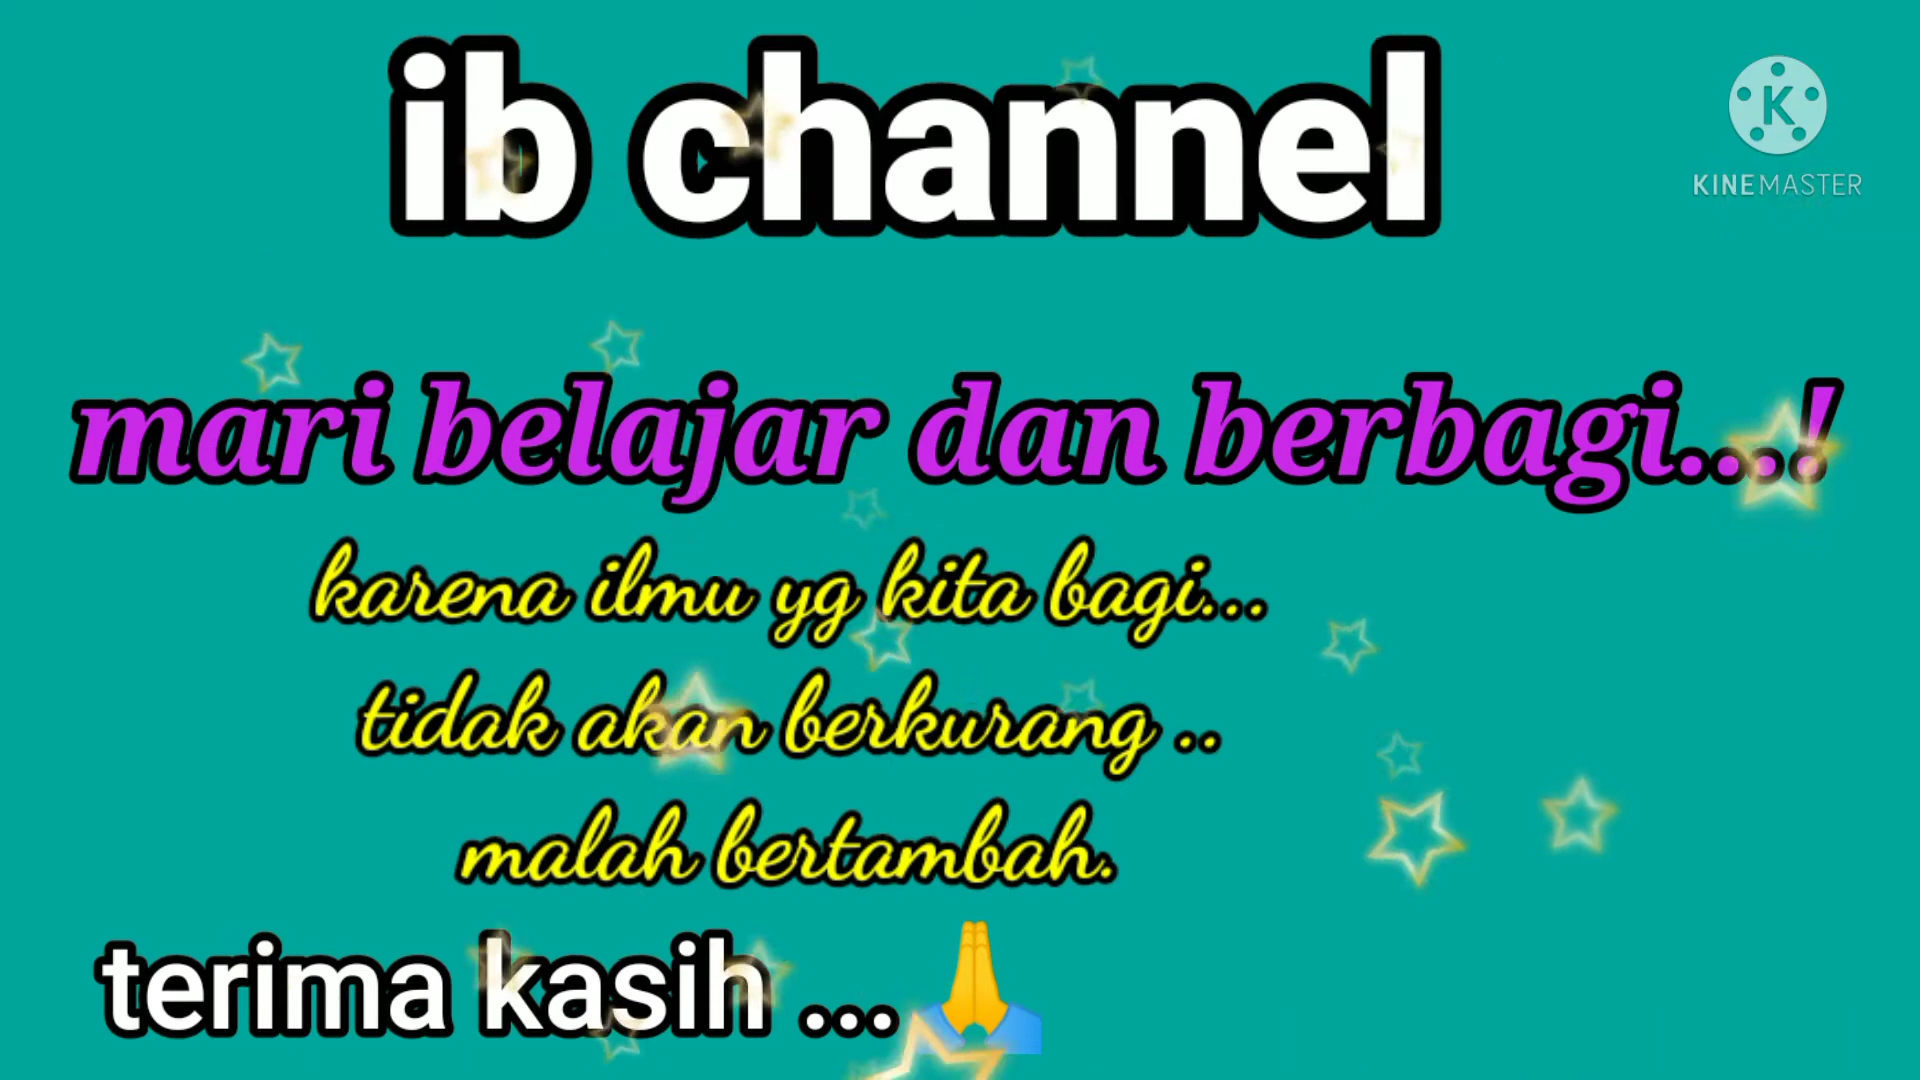 ib channel
K
KINEMASTER
mari belajar dan berbagi...!
karena ilmu yg kita bagi...
tidak akan berkurang ..
malah bertambah.
terima kasih ...🙏